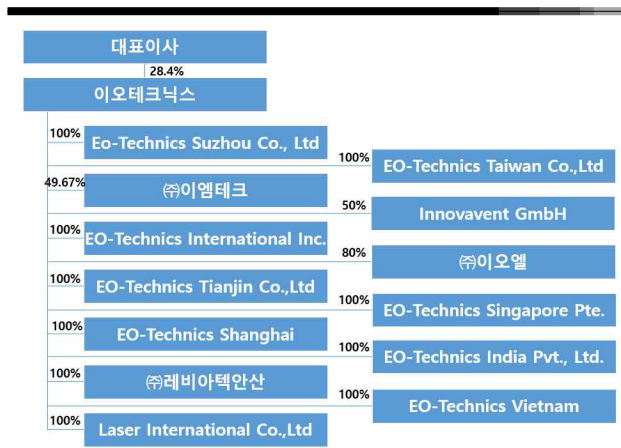 대표이사
28.4%
이오테크닉스
100%
Eo-Technics Suzhou Co., Ltd
100%
EO-Technics Taiwan Co.,Ltd
49.67%
㈜이엠테크
50%
Innovavent GmbH
100%
EO-Technics International Inc.
80%
㈜이오엘
100%
EO-Technics Tianjin Co.,Ltd
100%
EO-Technics Singapore Pte.
100%
EO-Technics Shanghai
100%
EO-Technics India Pvt., Ltd.
100%
㈜레비아텍안산
100%
EO-Technics Vietnam
100%
Laser International Co.,Ltd